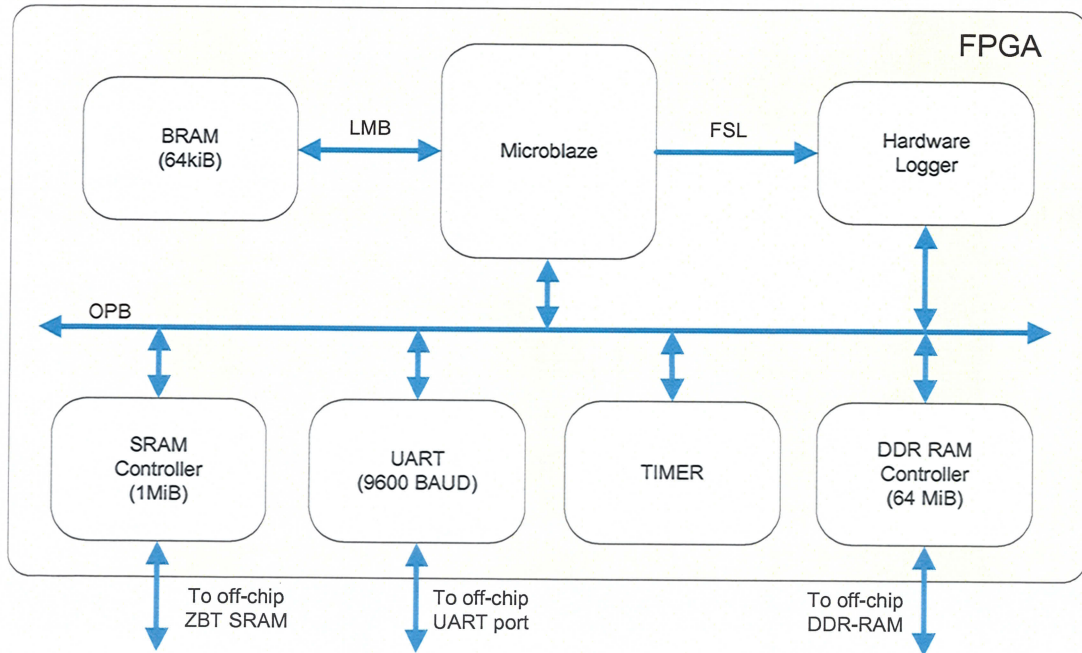 FPGA
BRAM
(64kiB)
LMB
Microblaze
FSL
Hardware
Logger
OPB
SRAM
Controller
(1MiB)
UART
(9600 BAUD)
TIMER
DDR RAM
Controller
(64 MiB)
To off-chip
ZBT SRAM
To off-chip
UART port
To off-chip
DDR-RAM